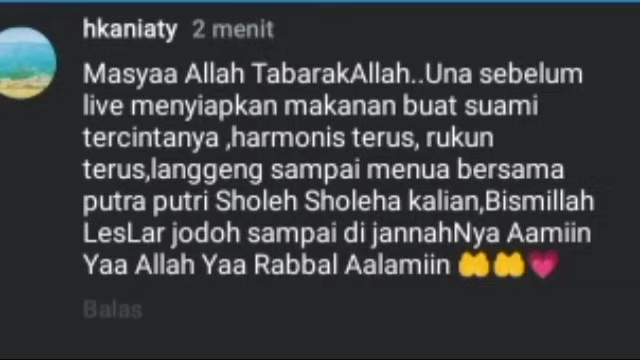 hkaniaty 2 menit
Masyaa Allah TabarakAllah..Una sebelum
live menyiapkan makanan buat suami
tercintanya ,harmonis terus, rukun
terus,langgeng sampai menua bersama
putra putri Sholeh Sholeha kalian,Bismillah
LesLar jodoh sampai di jannahNya Aamiin
Yaa Allah Yaa Rabbal Aalamiin 🤲🤲💗
Balas